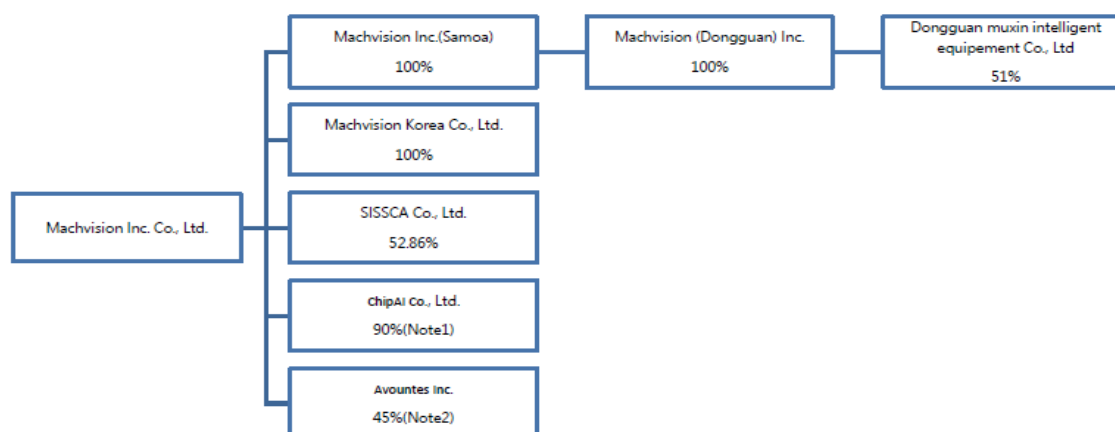 Machvision Inc. Co., Ltd.
Machvision Inc.(Samoa)
100%
Machvision (Dongguan) Inc.
100%
Dongguan muxin intelligent
equipement Co., Ltd
51%
Machvision Korea Co., Ltd.
100%
SISSCA Co., Ltd.
52.86%
ChipAI Co., Ltd.
90%(Note1)
Avountes Inc.
45%(Note2)